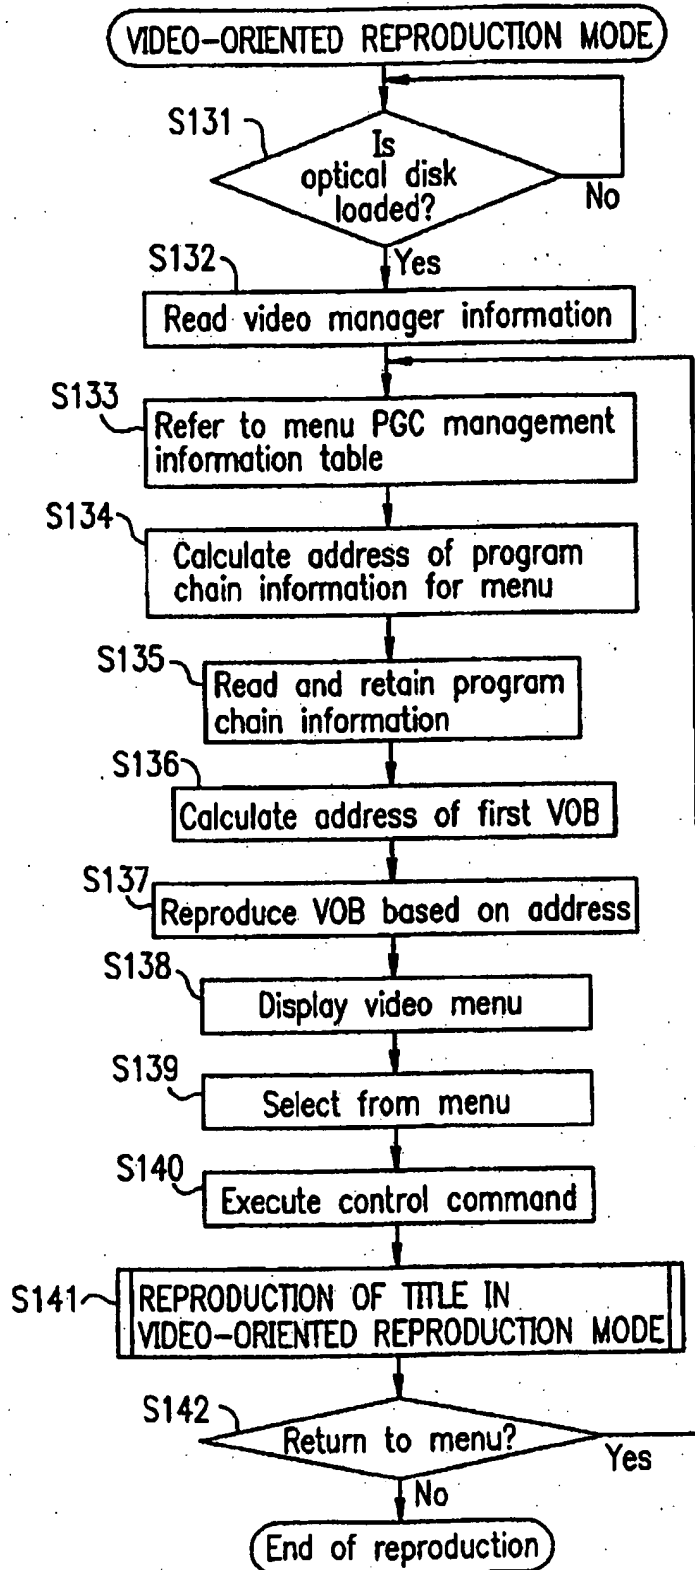 VIDEO-ORIENTED REPRODUCTION MODE
S131
Is
optical disk
loaded?
No
Yes
S132
Read video manager information
S133
Refer to menu PGC management
information table
S134
Calculate address of program
chain information for menu
S135
Read and retain program
chain information
S136
Calculate address of first VOB
S137
Reproduce VOB based on address
S138
Display video menu
S139
Select from menu
S140
Execute control command
S141
REPRODUCTION OF TITLE IN
VIDEO-ORIENTED REPRODUCTION MODE
S142
Return to menu?
Yes
No
End of reproduction